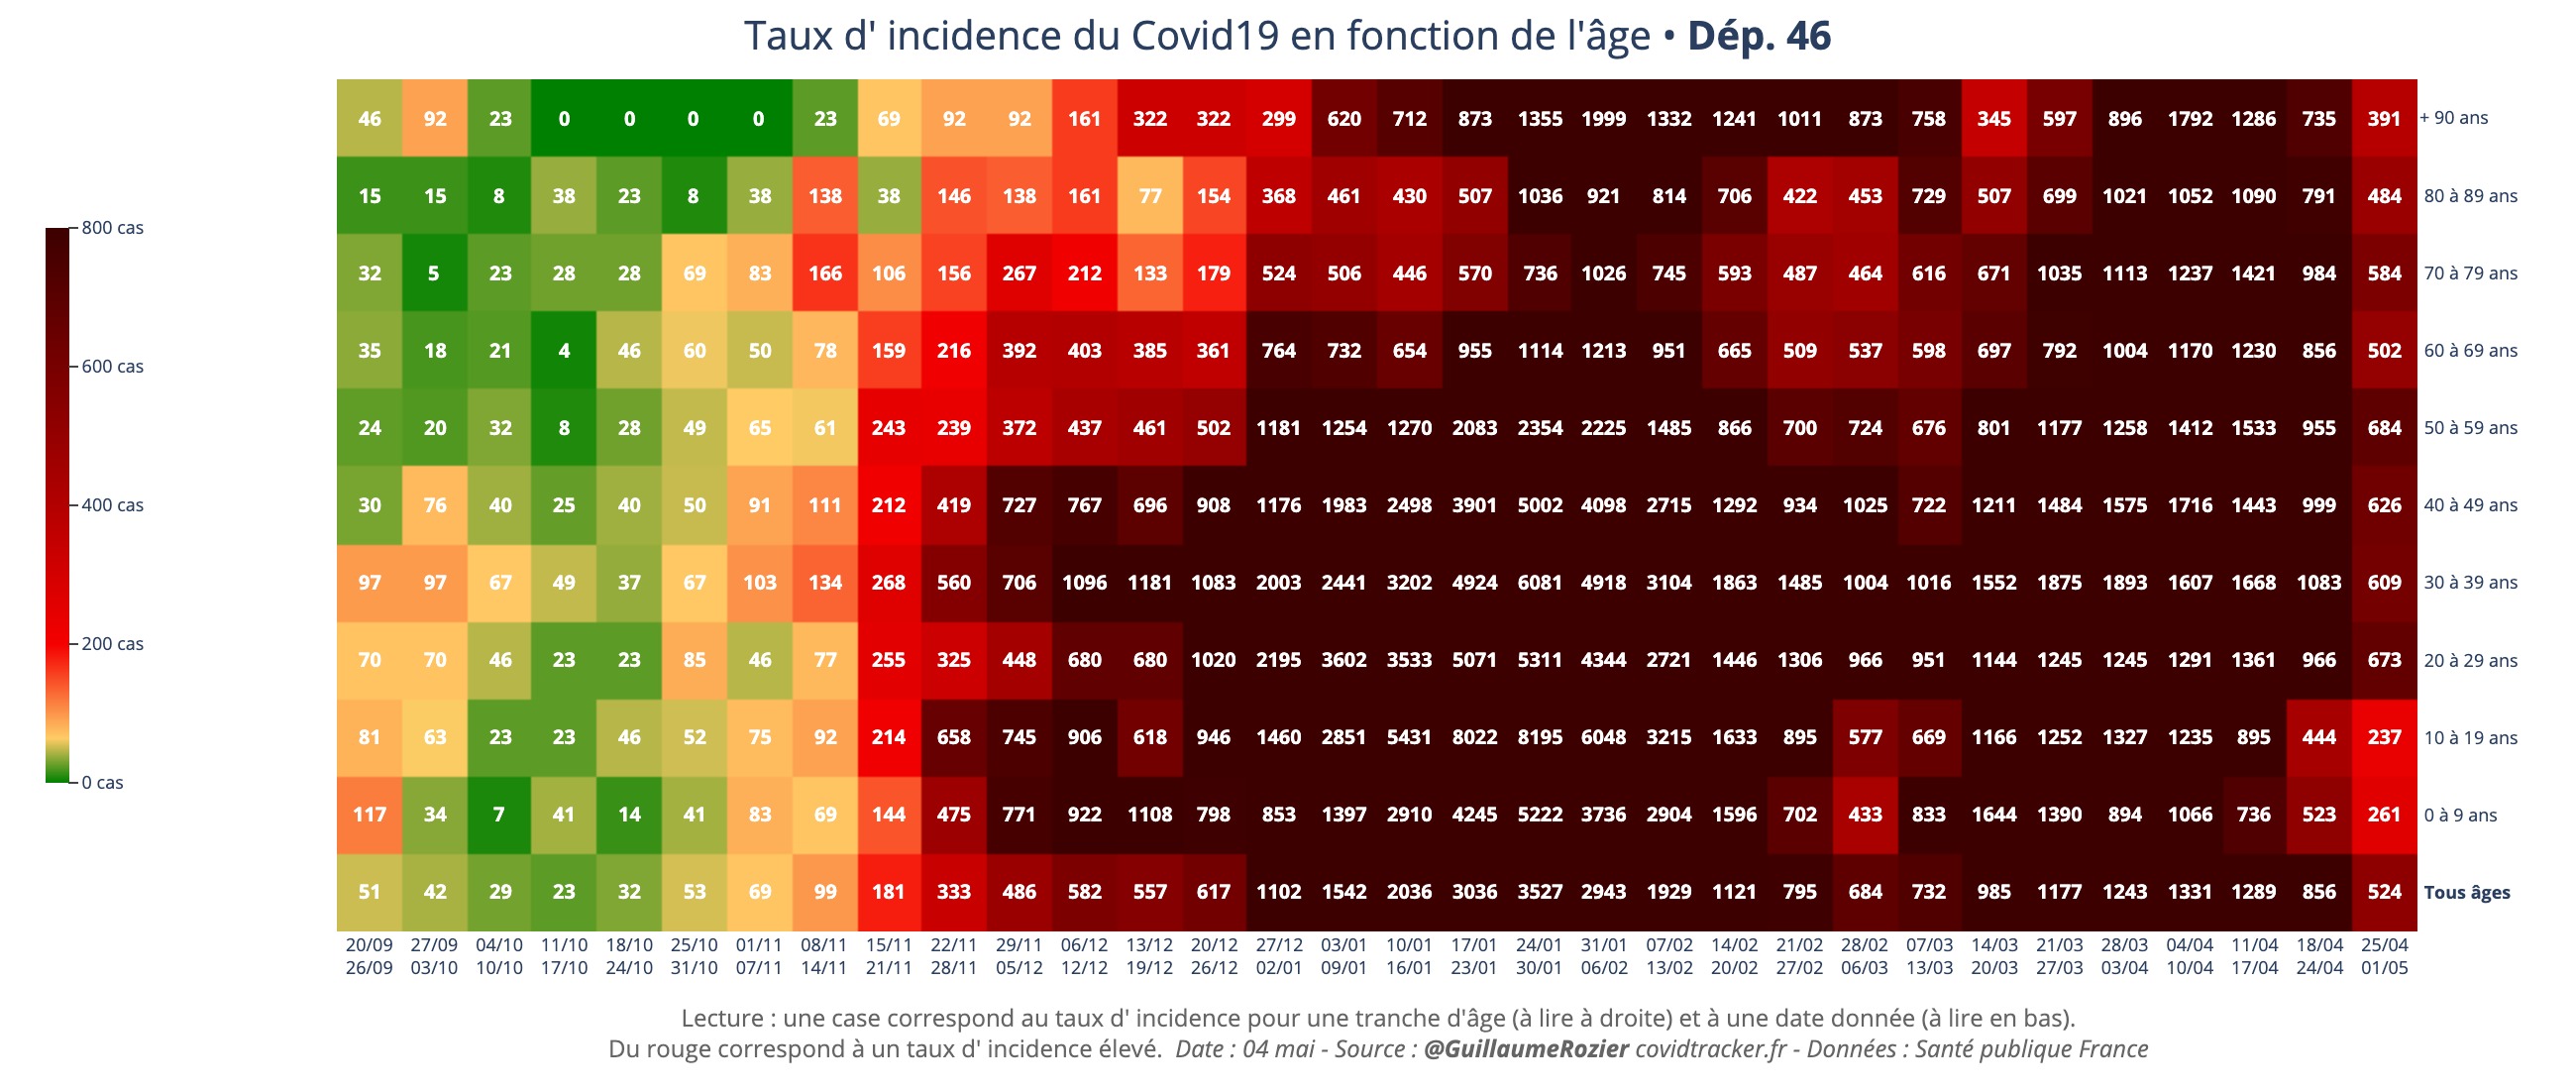 Taux d' incidence du Covid19 en fonction de l'âge • Dép. 46
800 cas
600 cas
400 cas
200 cas
0 cas
46 92 23 0 0 0 0 23 69 92 92 161 322 322 299 620 712 873 1355 1999 1332 1241 1011 873 758 345 597 896 1792 1286 735 391 + 90 ans
15 15 8 38 23 8 38 138 38 146 138 161 77 154 368 461 430 507 1036 921 814 706 422 453 729 507 699 1021 1052 1090 791 484 80 à 89 ans
32 5 23 28 28 69 83 166 106 156 267 212 133 179 524 506 446 570 736 1026 745 593 487 464 616 671 1035 1113 1237 1421 984 584 70 à 79 ans
35 18 21 4 46 60 50 78 159 216 392 403 385 361 764 732 654 955 1114 1213 951 665 509 537 598 697 792 1004 1170 1230 856 502 60 à 69 ans
24 20 32 8 28 49 65 61 243 239 372 437 461 502 1181 1254 1270 2083 2354 2225 1485 866 700 724 676 801 1177 1258 1412 1533 955 684 50 à 59 ans
30 76 40 25 40 50 91 111 212 419 727 767 696 908 1176 1983 2498 3901 5002 4098 2715 1292 934 1025 722 1211 1484 1575 1716 1443 999 626 40 à 49 ans
97 97 67 49 37 67 103 134 268 560 706 1096 1181 1083 2003 2441 3202 4924 6081 4918 3104 1863 1485 1004 1016 1552 1875 1893 1607 1668 1083 609 30 à 39 ans
70 70 46 23 23 85 46 77 255 325 448 680 680 1020 2195 3602 3533 5071 5311 4344 2721 1446 1306 966 951 1144 1245 1245 1291 1361 966 673 20 à 29 ans
81 63 23 23 46 52 75 92 214 658 745 906 618 946 1460 2851 5431 8022 8195 6048 3215 1633 895 577 669 1166 1252 1327 1235 895 444 237 10 à 19 ans
117 34 7 41 14 41 83 69 144 475 771 922 1108 798 853 1397 2910 4245 5222 3736 2904 1596 702 433 833 1644 1390 894 1066 736 523 261 0 à 9 ans
51 42 29 23 32 53 69 99 181 333 486 582 557 617 1102 1542 2036 3036 3527 2943 1929 1121 795 684 732 985 1177 1243 1331 1289 856 524 Tous âges
20/09 27/09 04/10 11/10 18/10 25/10 01/11 08/11 15/11 22/11 29/11 06/12 13/12 20/12 27/12 03/01 10/01 17/01 24/01 31/01 07/02 14/02 21/02 28/02 07/03 14/03 21/03 28/03 04/04 11/04 18/04 25/04
26/09 03/10 10/10 17/10 24/10 31/10 07/11 14/11 21/11 28/11 05/12 12/12 19/12 26/12 02/01 09/01 16/01 23/01 30/01 06/02 13/02 20/02 27/02 06/03 13/03 20/03 27/03 03/04 10/04 17/04 24/04 01/05
Lecture : une case correspond au taux d' incidence pour une tranche d'âge (à lire à droite) et à une date donnée (à lire en bas).
Du rouge correspond à un taux d' incidence élevé. Date : 04 mai - Source : @GuillaumeRozier covidtracker.fr - Données : Santé publique France